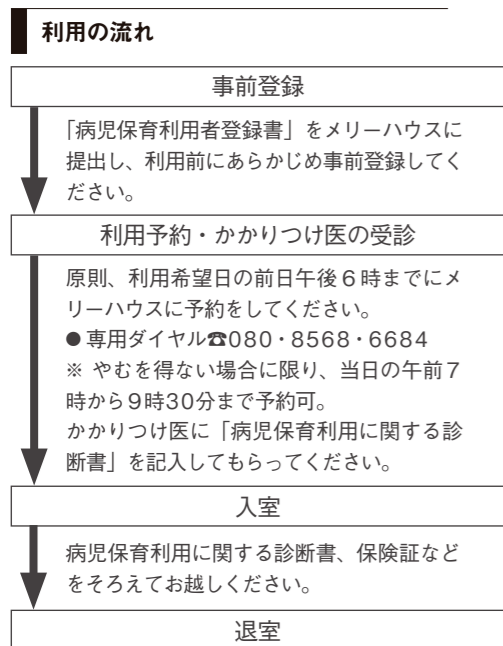 利用の流れ
事前登録
「病児保育利用者登録書」をメリーハウスに
提出し、利用前にあらかじめ事前登録してく
ださい。
利用予約・かかりつけ医の受診
原則、利用希望日の前日午後６時までにメ
リーハウスに予約をしてください。
●専用ダイヤル☎080・8568・6684
※ やむを得ない場合に限り、当日の午前７
時から９時30分まで予約可。
かかりつけ医に「病児保育利用に関する診
断書」を記入してもらってください。
入室
病児保育利用に関する診断書、保険証など
をそろえてお越しください。
退室